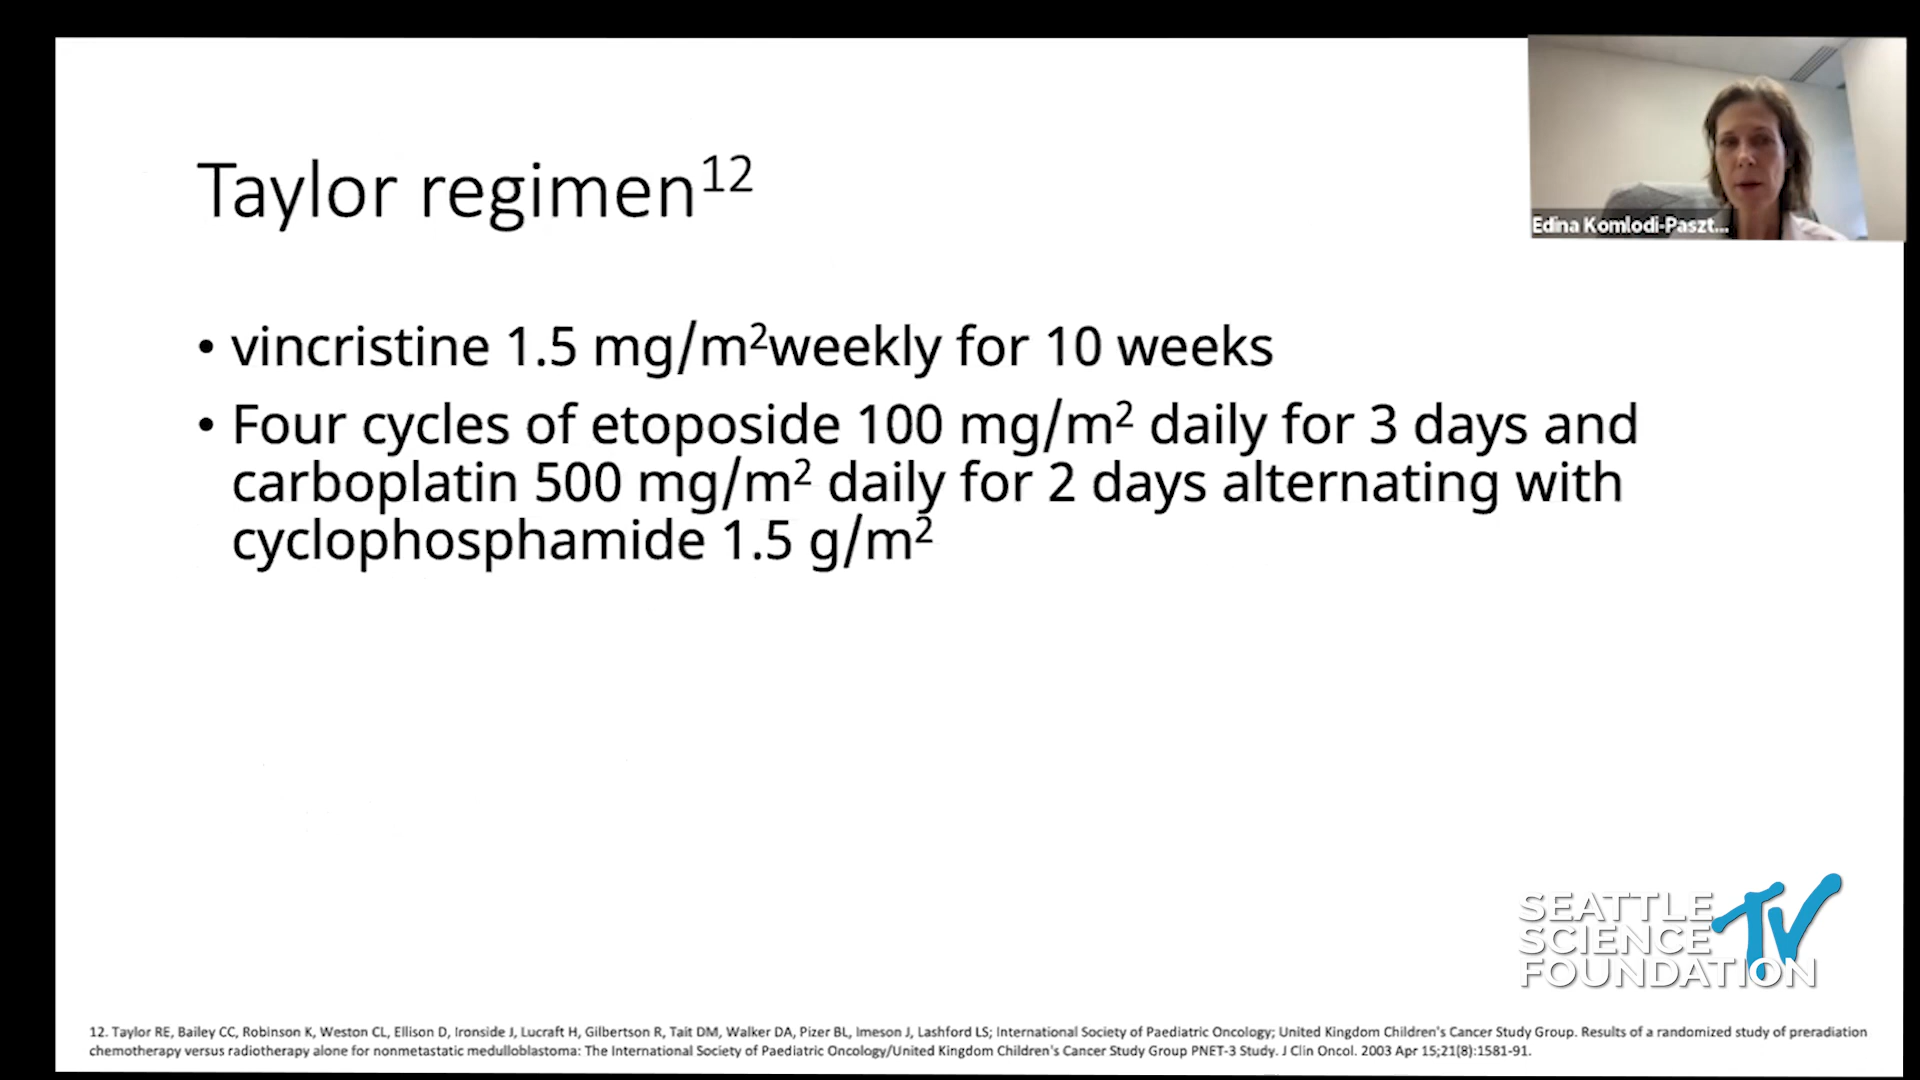 Taylor regimen¹²
Edina Komlodi-Paszt...
• vincristine 1.5 mg/m²weekly for 10 weeks
• Four cycles of etoposide 100 mg/m² daily for 3 days and
carboplatin 500 mg/m² daily for 2 days alternating with
cyclophosphamide 1.5 g/m²
SEATTLE
SCIENCE
FOUNDATION
TV
12. Taylor RE, Bailey CC, Robinson K, Weston CL, Ellison D, Ironside J, Lucraft H, Gilbertson R, Tait DM, Walker DA, Pizer BL, Imeson J, Lashford LS; International Society of Paediatric Oncology; United Kingdom Children's Cancer Study Group. Results of a randomized study of preradiation
chemotherapy versus radiotherapy alone for nonmetastatic medulloblastoma: The International Society of Paediatric Oncology/United Kingdom Children's Cancer Study Group PNET-3 Study. J Clin Oncol. 2003 Apr 15;21(8):1581-91.